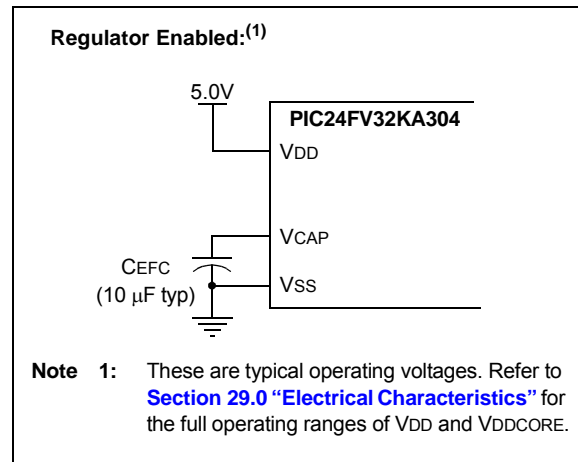 Regulator Enabled:(1)
5.0V
PIC24FV32KA304
VDD
VCAP
CEFC
(10 μF typ)
VSS
Note 1: These are typical operating voltages. Refer to
Section 29.0 “Electrical Characteristics” for
the full operating ranges of VDD and VDDCORE.